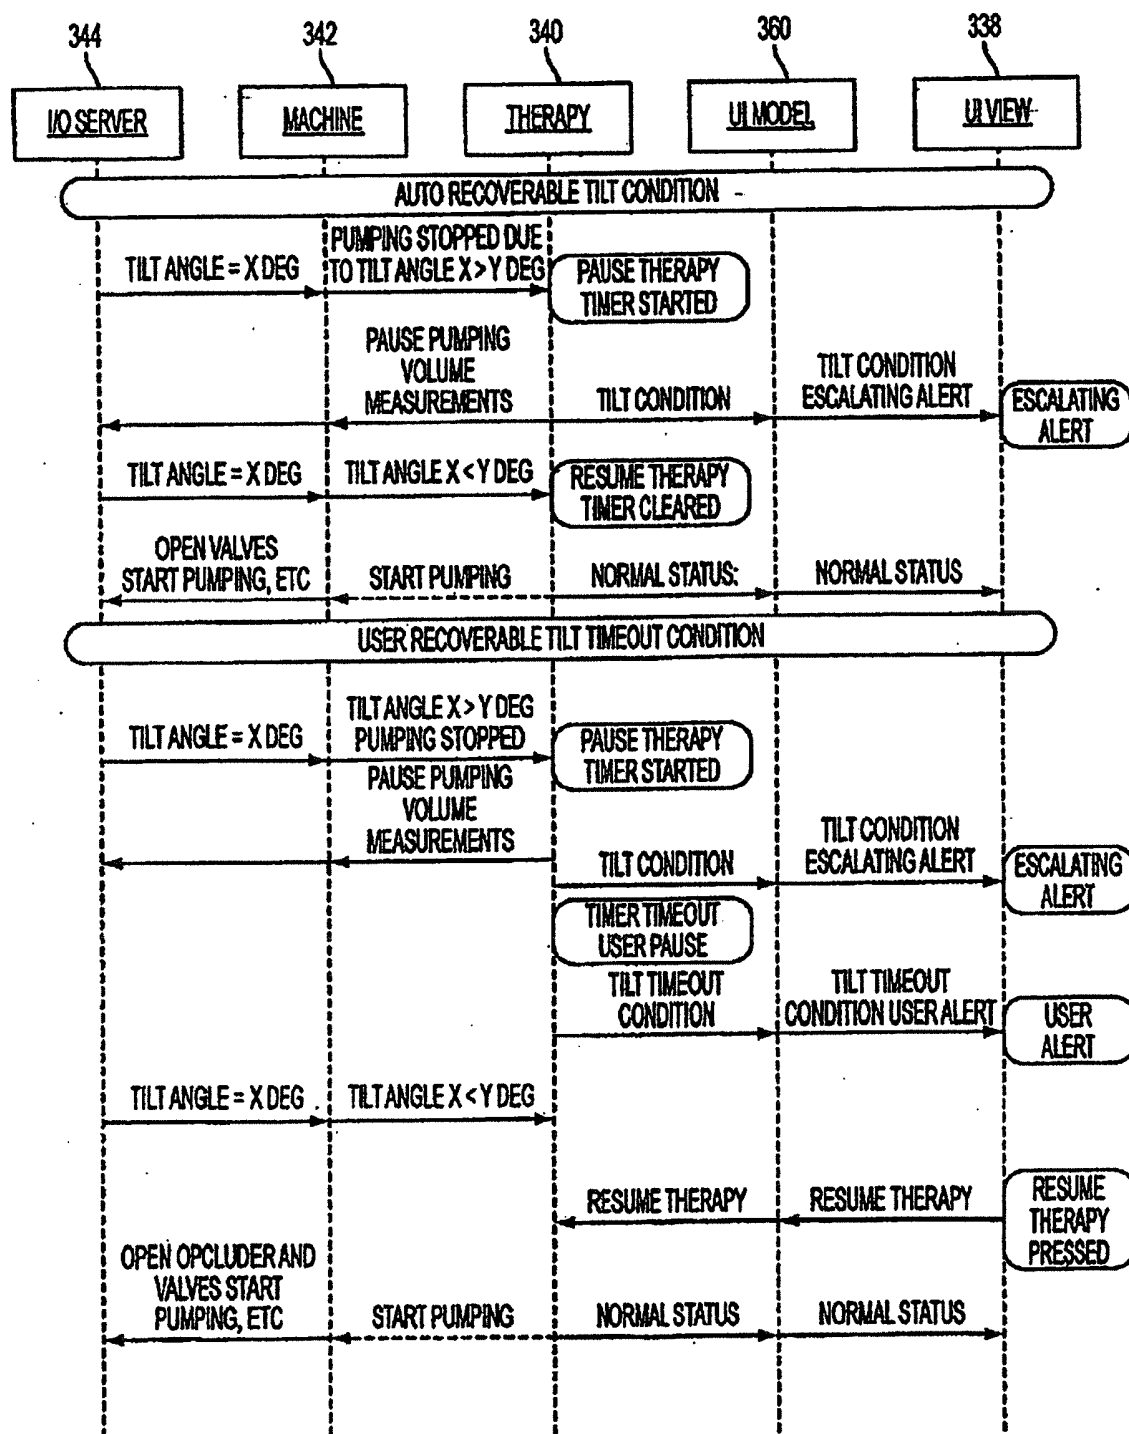 344
342
340
360
338
I/O SERVER
MACHINE
THERAPY
UI MODEL
UI VIEW
AUTO RECOVERABLE TILT CONDITION
TILT ANGLE = X DEG
PUMPING STOPPED DUE
TO TILT ANGLE X > Y DEG
PAUSE THERAPY
TIMER STARTED
PAUSE PUMPING
VOLUME
MEASUREMENTS
TILT CONDITION
TILT CONDITION
ESCALATING ALERT
ESCALATING
ALERT
TILT ANGLE = X DEG
TILT ANGLE X < Y DEG
RESUME THERAPY
TIMER CLEARED
OPEN VALVES
START PUMPING, ETC
START PUMPING
NORMAL STATUS:
NORMAL STATUS
USER RECOVERABLE TILT TIMEOUT CONDITION
TILT ANGLE = X DEG
TILT ANGLE X > Y DEG
PUMPING STOPPED
PAUSE THERAPY
TIMER STARTED
PAUSE PUMPING
VOLUME
MEASUREMENTS
TILT CONDITION
TILT CONDITION
ESCALATING ALERT
ESCALATING
ALERT
TIMER TIMEOUT
USER PAUSE
TILT TIMEOUT
CONDITION
TILT TIMEOUT
CONDITION USER ALERT
USER
ALERT
TILT ANGLE = X DEG
TILT ANGLE X < Y DEG
RESUME THERAPY
RESUME THERAPY
RESUME
THERAPY
PRESSED
OPEN OPCLUDER AND
VALVES START
PUMPING, ETC
START PUMPING
NORMAL STATUS
NORMAL STATUS